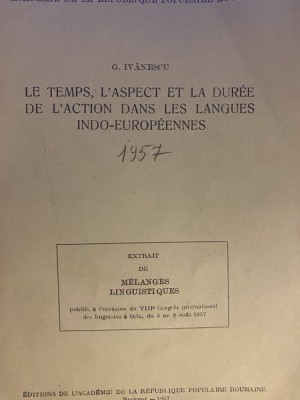 G. IVĂNESCU
LE TEMPS, L'ASPECT ET LA DURÉE
DE L'ACTION DANS LES LANGUES
INDO-EUROPÉENNES
1957
EXTRAIT
DE
MÉLANGES
LINGUISTIQUES
publiés à l'occasion du VIIIe Congrès international
des linguistes à Oslo, du 5 au 9 août 1957
ÉDITIONS DE L'ACADÉMIE DE LA RÉPUBLIQUE POPULAIRE ROUMAINE
1957